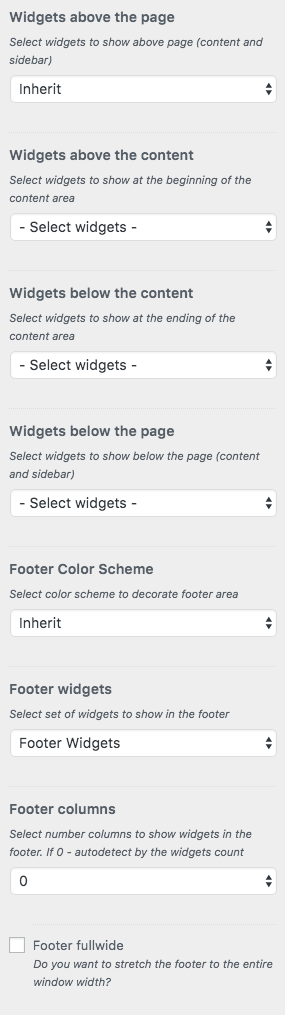 Widgets above the page
Select widgets to show above page (content and
sidebar)
Inherit
Widgets above the content
Select widgets to show at the beginning of the
content area
- Select widgets -
Widgets below the content
Select widgets to show at the ending of the
content area
- Select widgets -
Widgets below the page
Select widgets to show below the page (content
and sidebar)
- Select widgets -
Footer Color Scheme
Select color scheme to decorate footer area
Inherit
Footer widgets
Select set of widgets to show in the footer
Footer Widgets
Footer columns
Select number columns to show widgets in the
footer. If 0 - autodetect by the widgets count
0
Footer fullwide
Do you want to stretch the footer to the entire
window width?